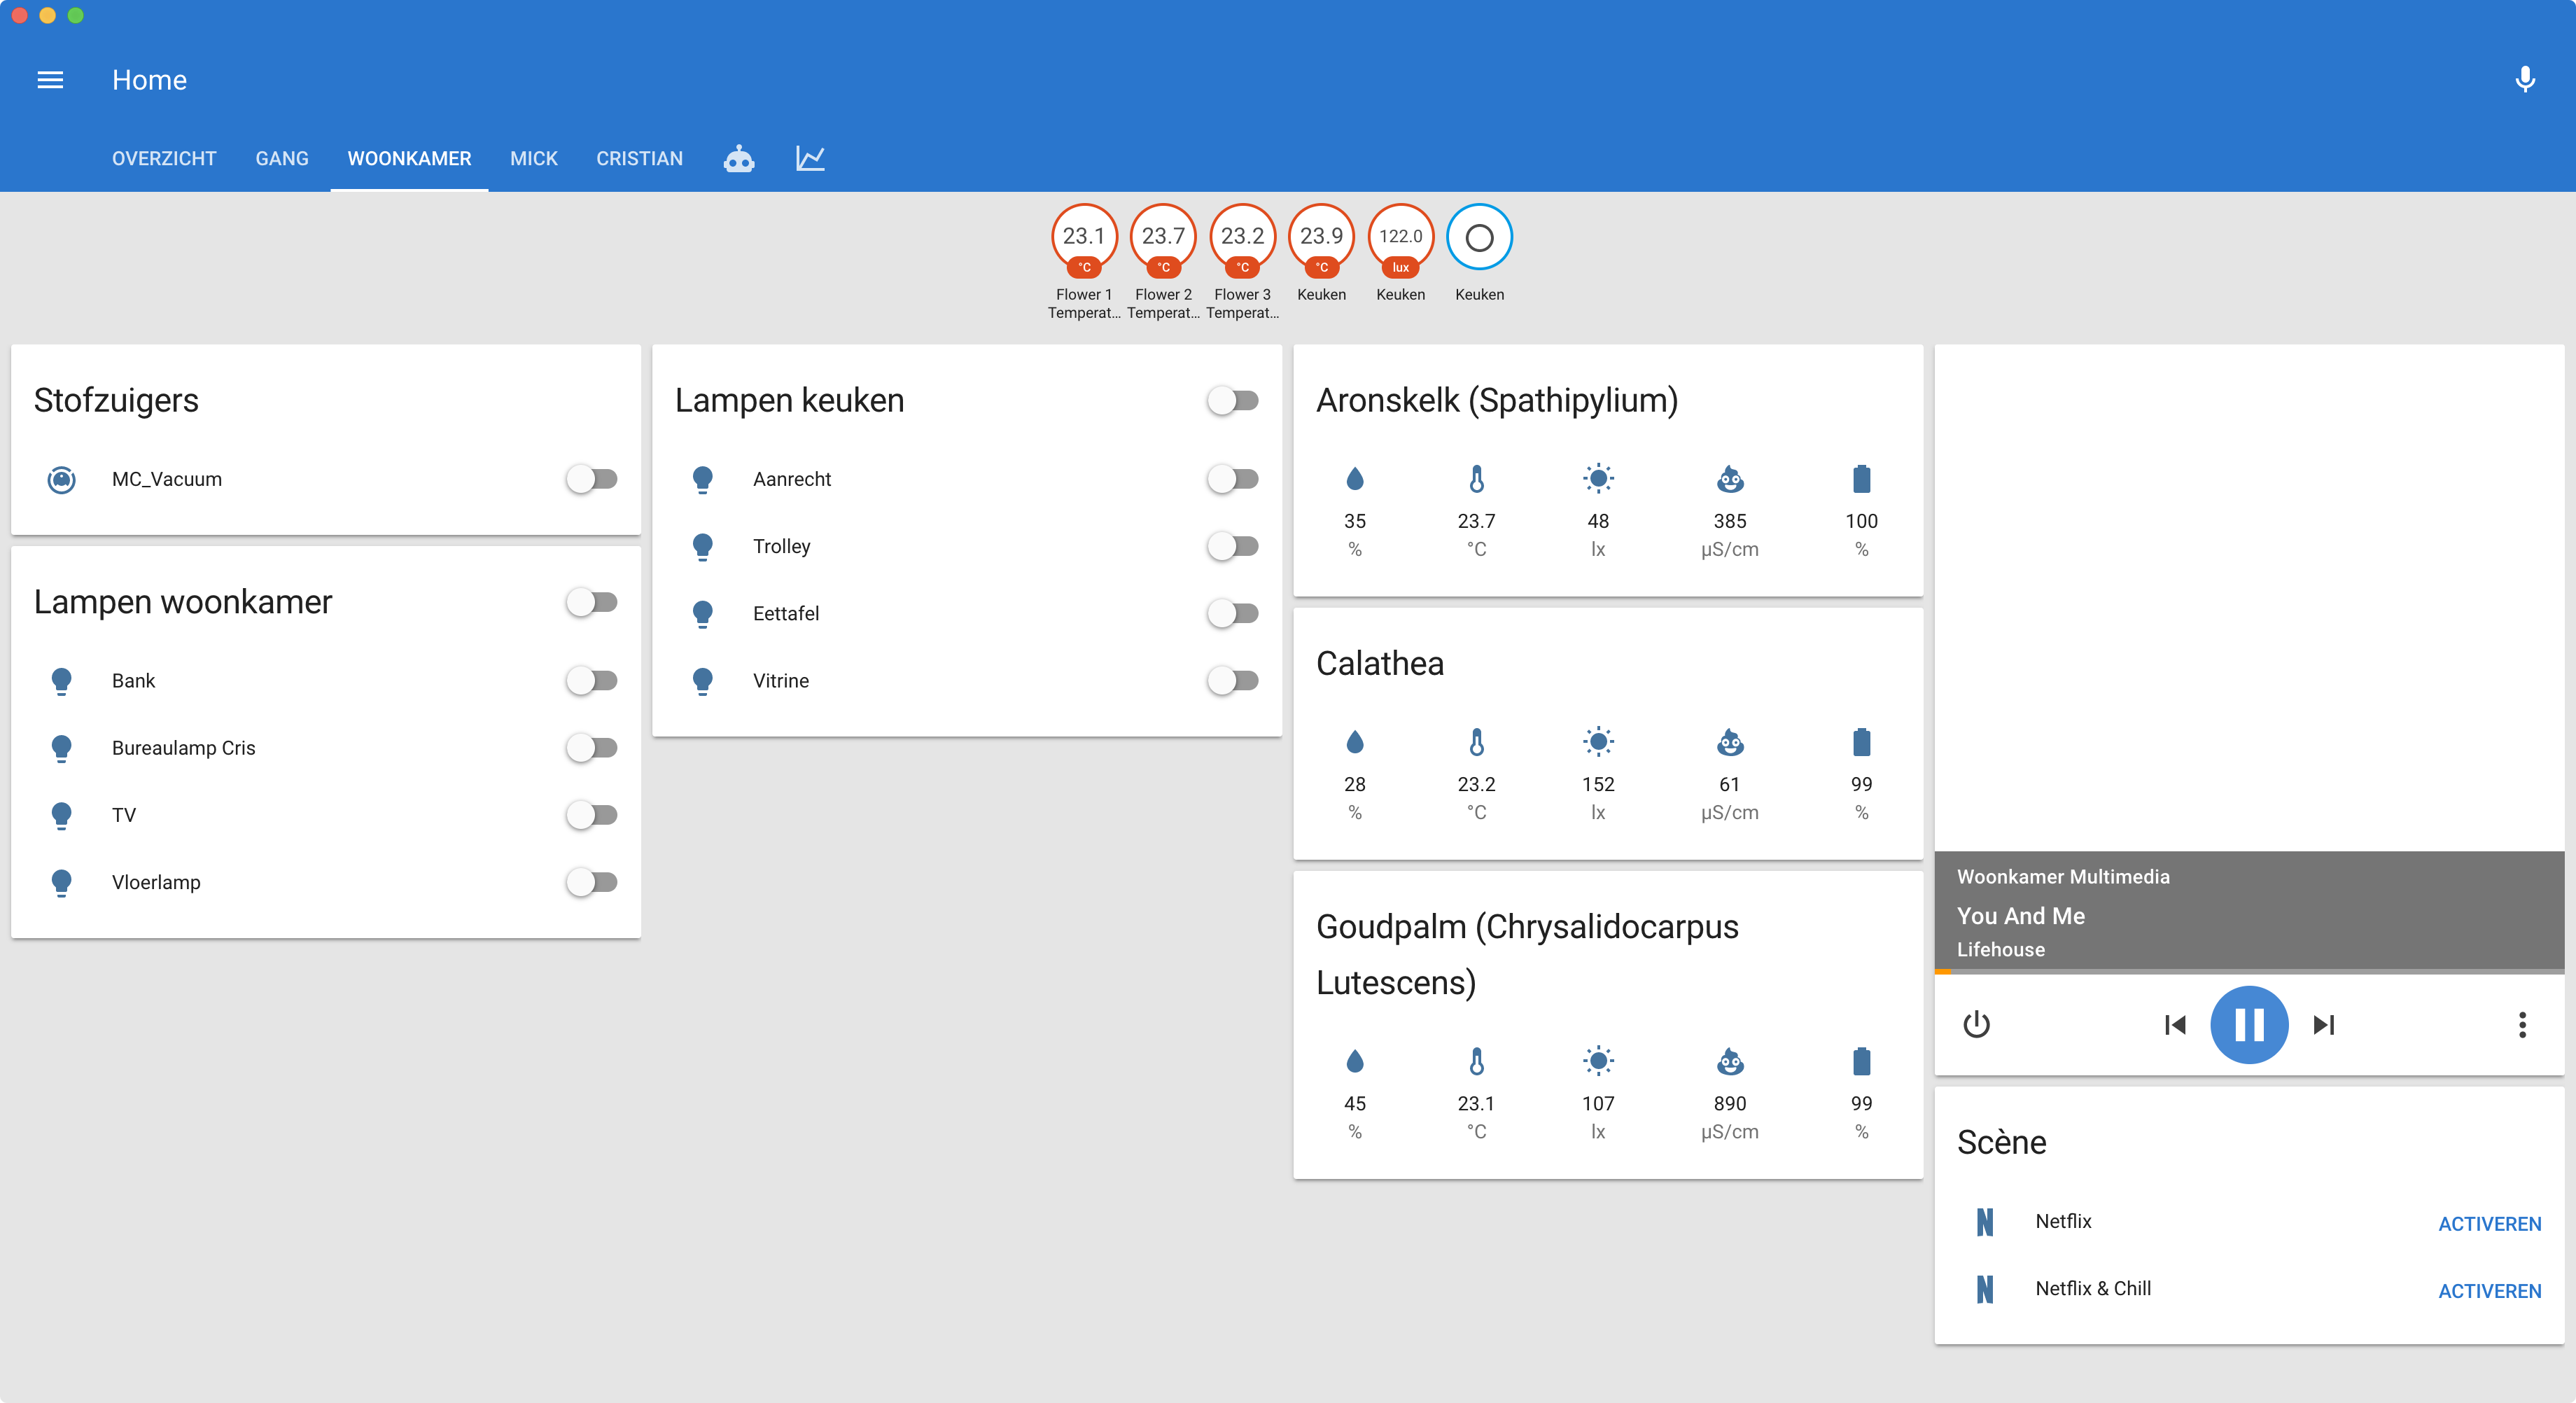 Home
OVERZICHT GANG WOONKAMER MICK CRISTIAN
23.1 23.7 23.2 23.9 122.0
°C °C °C °C lux
Flower 1 Flower 2 Flower 3 Keuken Keuken Keuken
Temperat... Temperat... Temperat...
Stofzuigers
MC_Vacuum
Lampen woonkamer
Bank
Bureaulamp Cris
TV
Vloerlamp
Lampen keuken
Aanrecht
Trolley
Eettafel
Vitrine
Aronskelk (Spathipylium)
35 23.7 48 385 100
% °C lx µS/cm %
Calathea
28 23.2 152 61 99
% °C lx µS/cm %
Goudpalm (Chrysalidocarpus
Lutescens)
45 23.1 107 890 99
% °C lx µS/cm %
Woonkamer Multimedia
You And Me
Lifehouse
Scène
Netflix ACTIVEREN
Netflix & Chill ACTIVEREN